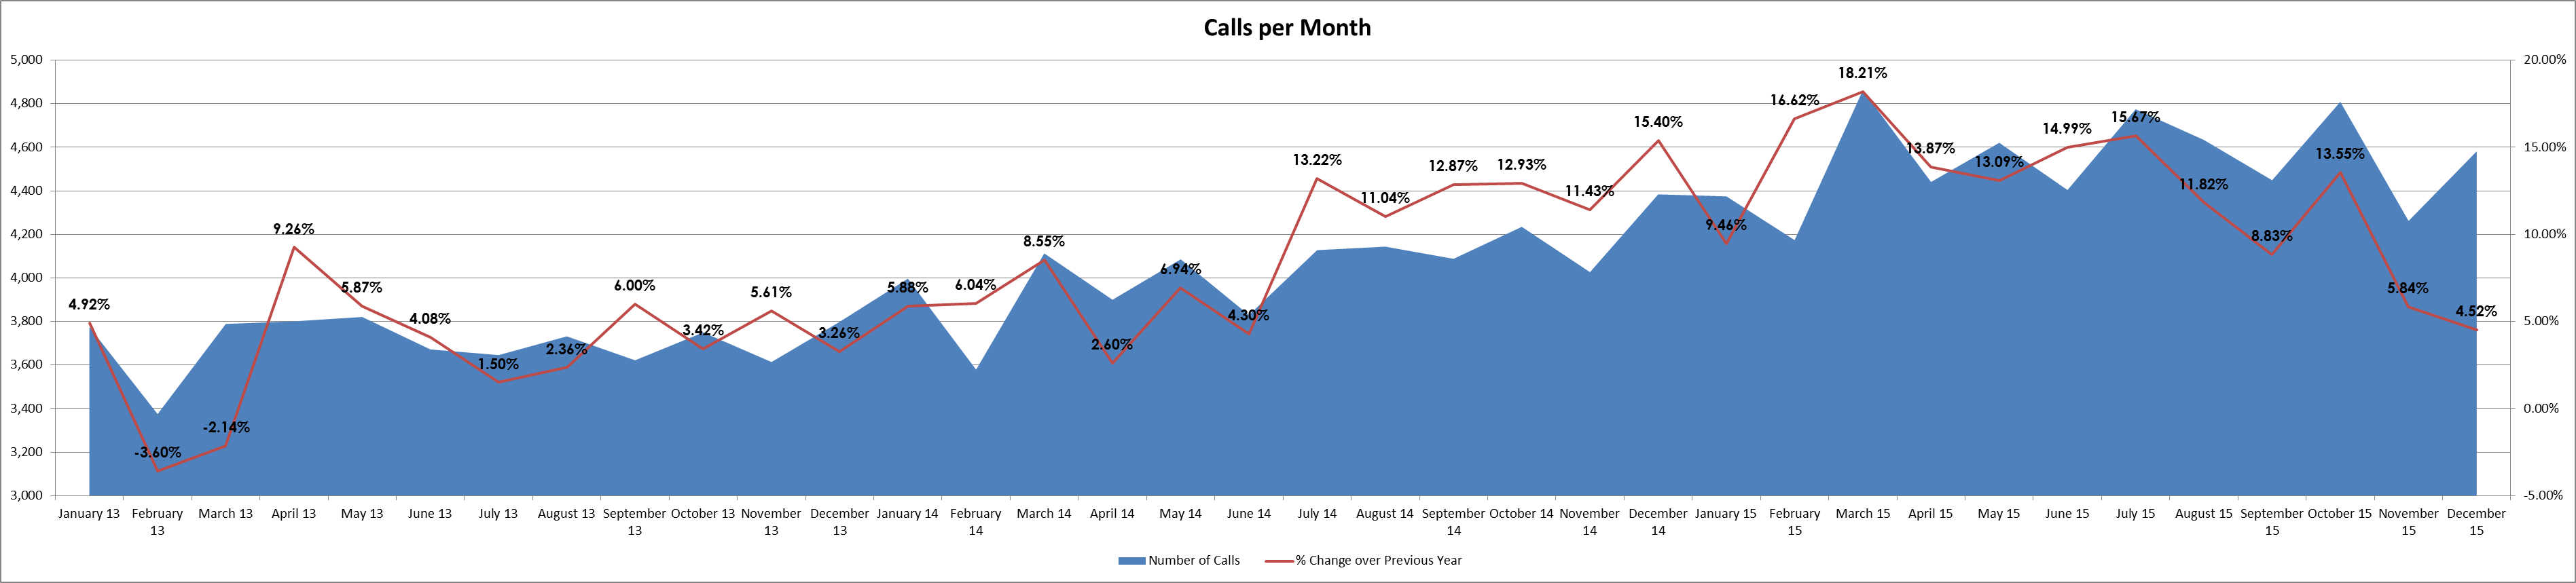 Calls per Month
5,000
4,800
4,600
4,400
4,200
4,000
3,800
3,600
3,400
3,200
3,000
20.00%
15.00%
10.00%
5.00%
0.00%
-5.00%
4.92%
-3.60%
-2.14%
9.26%
5.87%
4.08%
1.50%
2.36%
6.00%
3.42%
5.61%
3.26%
5.88%
6.04%
8.55%
2.60%
6.94%
4.30%
13.22%
11.04%
12.87%
12.93%
11.43%
15.40%
9.46%
16.62%
18.21%
13.87%
13.09%
14.99%
15.67%
11.82%
8.83%
13.55%
5.84%
4.52%
January 13
February
13
March 13
April 13
May 13
June 13
July 13
August 13
September
13
October 13
November
13
December
13
January 14
February
14
March 14
April 14
May 14
June 14
July 14
August 14
September
14
October 14
November
14
December
14
January 15
February
15
March 15
April 15
May 15
June 15
July 15
August 15
September
15
October 15
November
15
December
15
Number of Calls
% Change over Previous Year